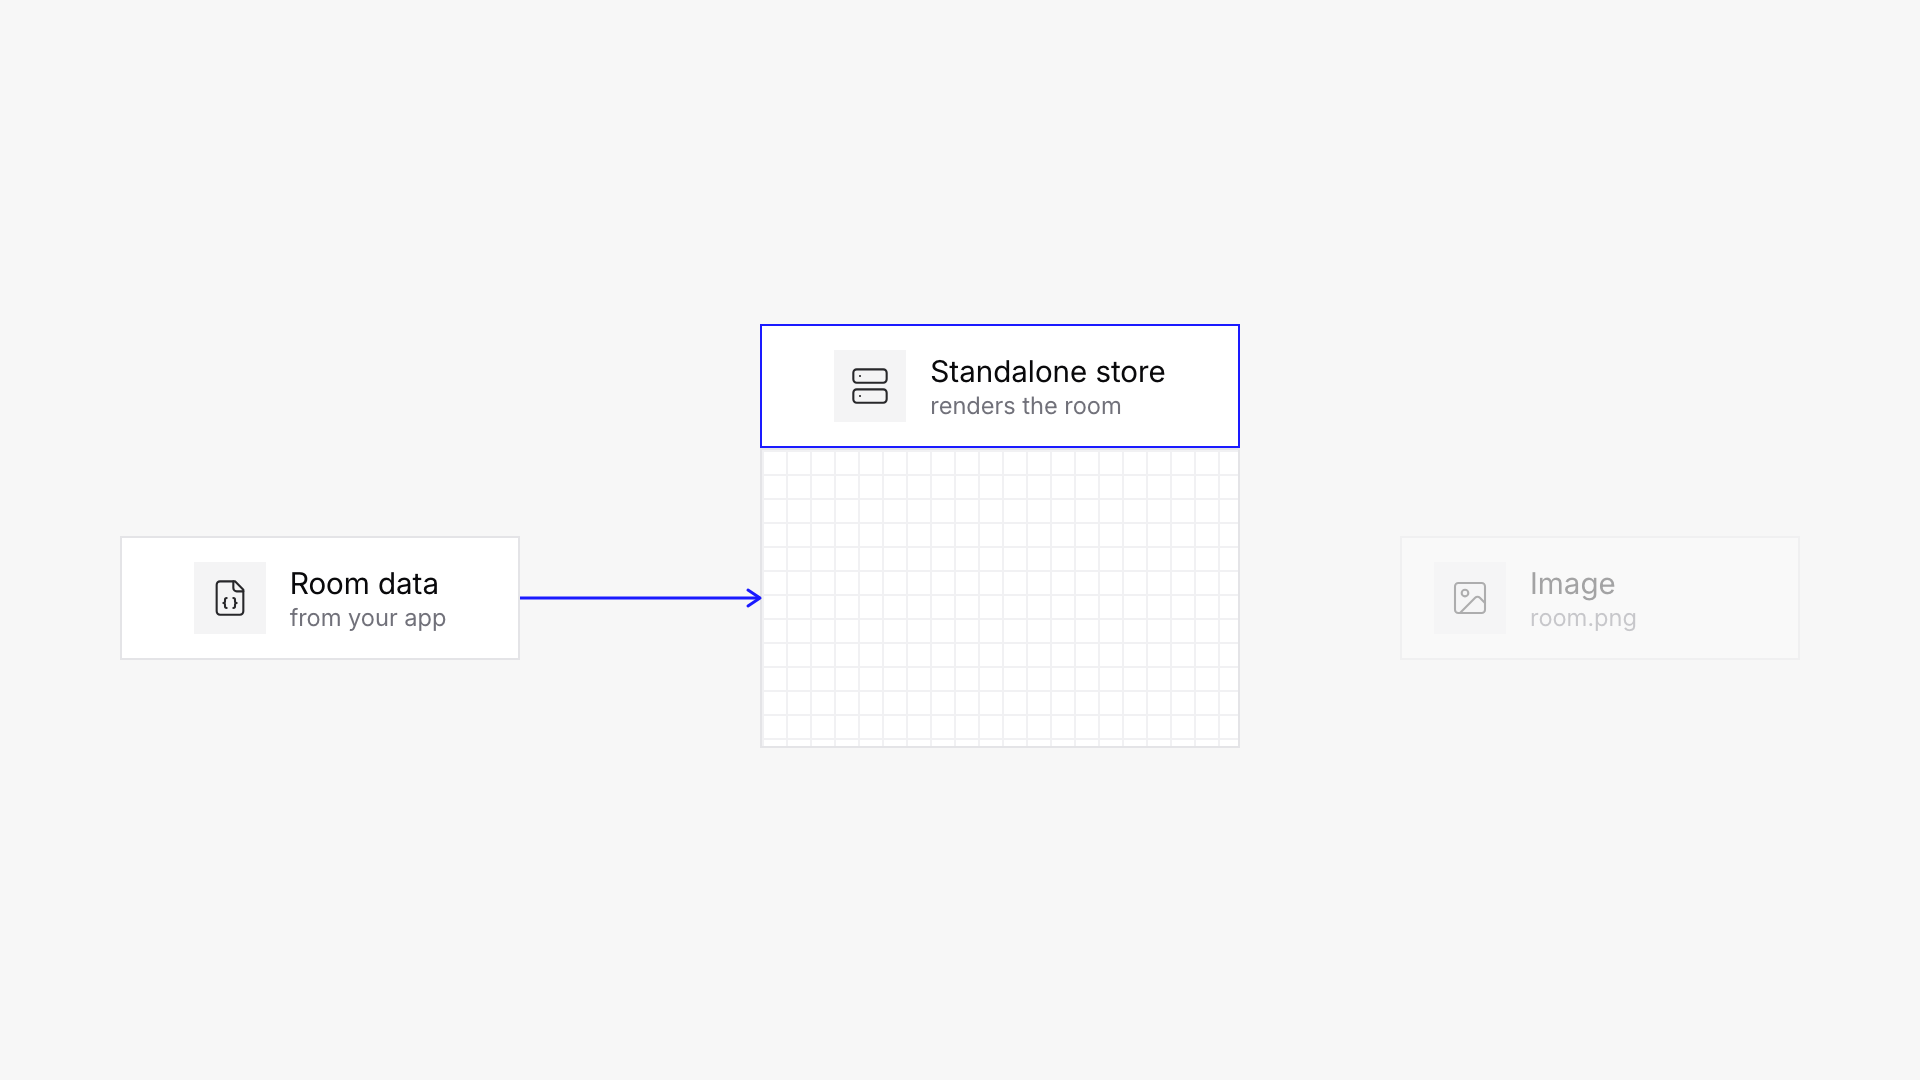 Standalone store
renders the room
Room data
from your app
Image
room.png